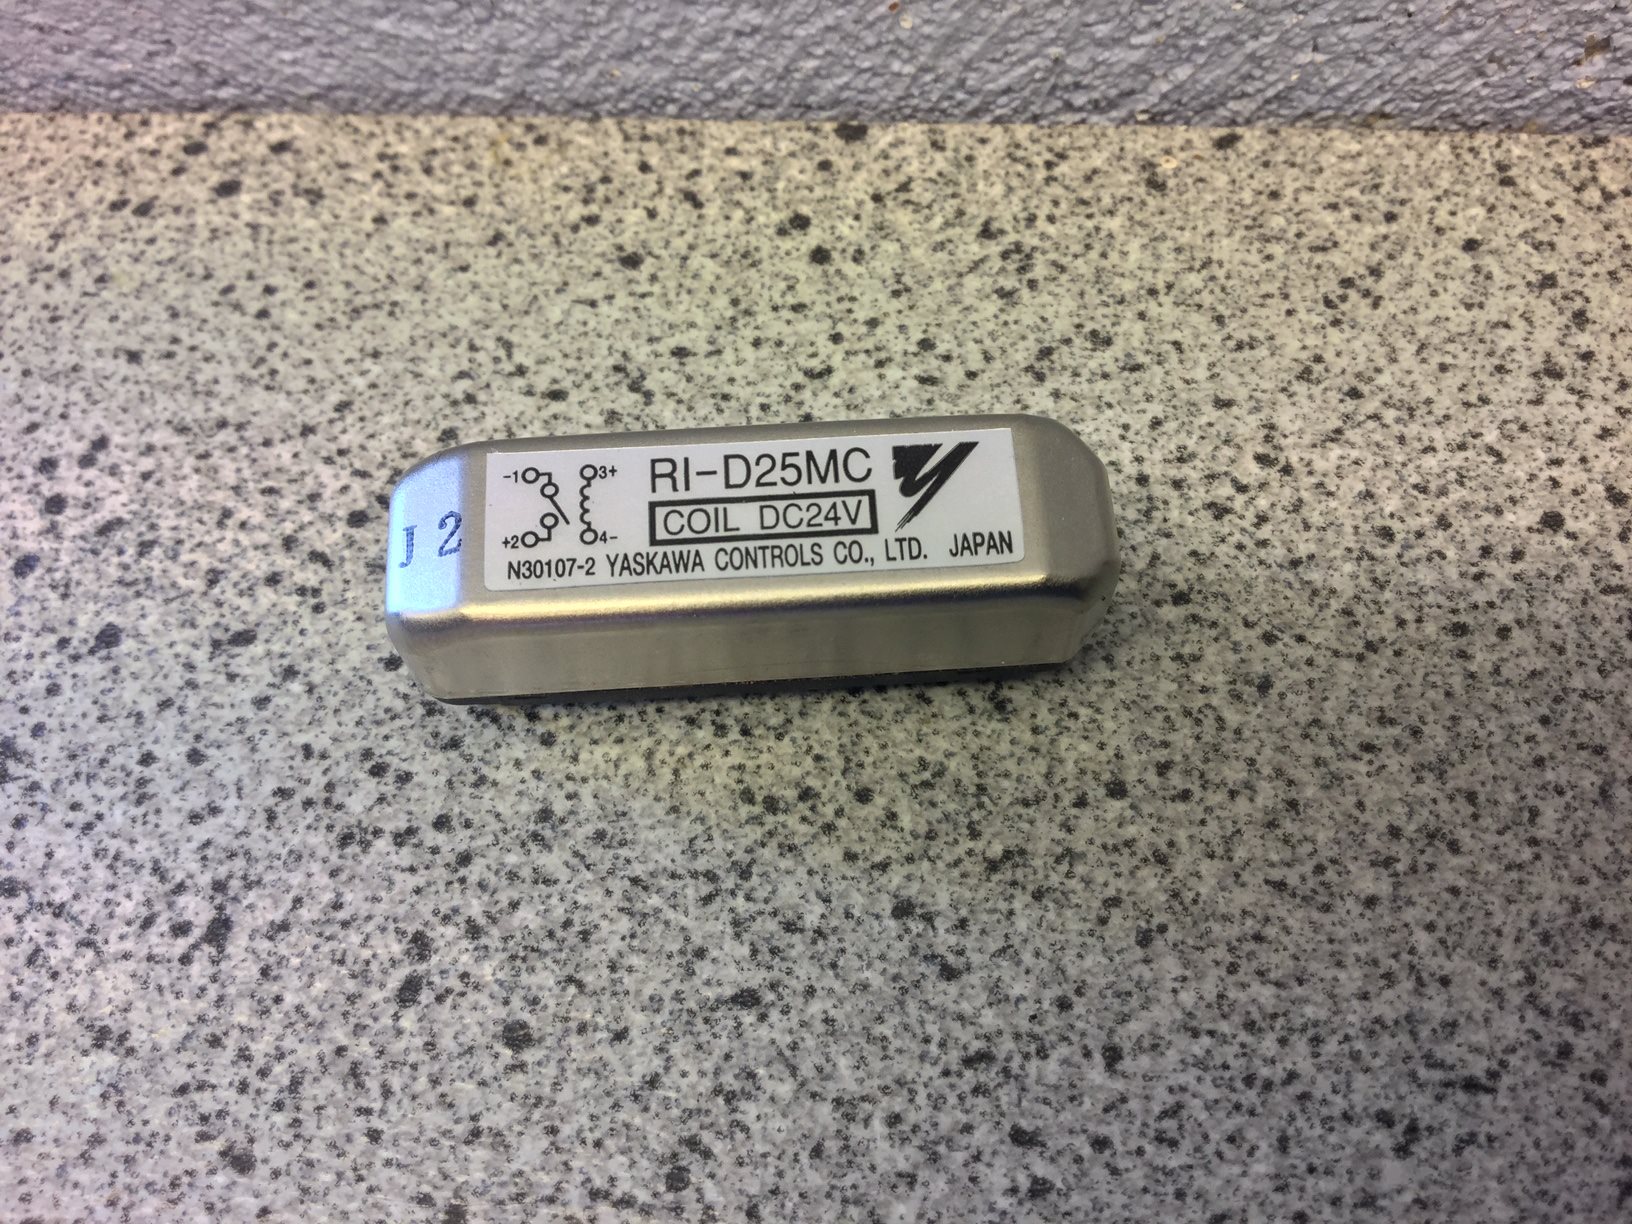 J 2
-1 3+
RI-D25MC
COIL DC24V
+2 4-
N30107-2 YASKAWA CONTROLS CO., LTD. JAPAN